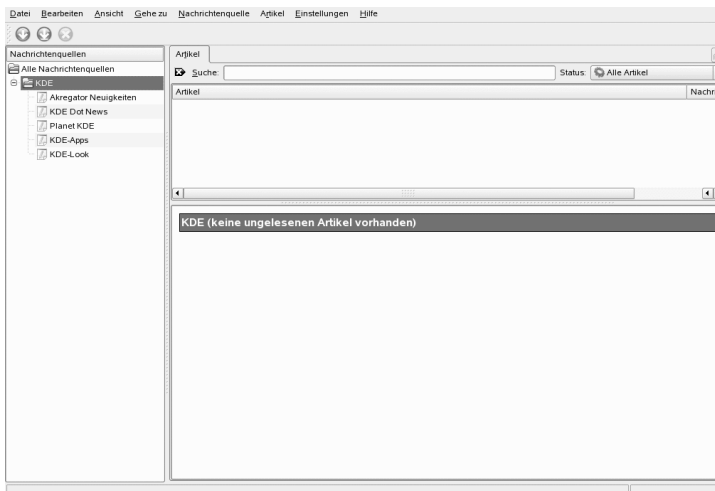 Datei Bearbeiten Ansicht Gehe zu Nachrichtenquelle Artikel Einstellungen Hilfe
Nachrichtenquellen
Alle Nachrichtenquellen
KDE
Akregator Neuigkeiten
KDE Dot News
Planet KDE
KDE-Apps
KDE-Look
Artikel
Suche: Status: Alle Artikel
Artikel Nachri
KDE (keine ungelesenen Artikel vorhanden)